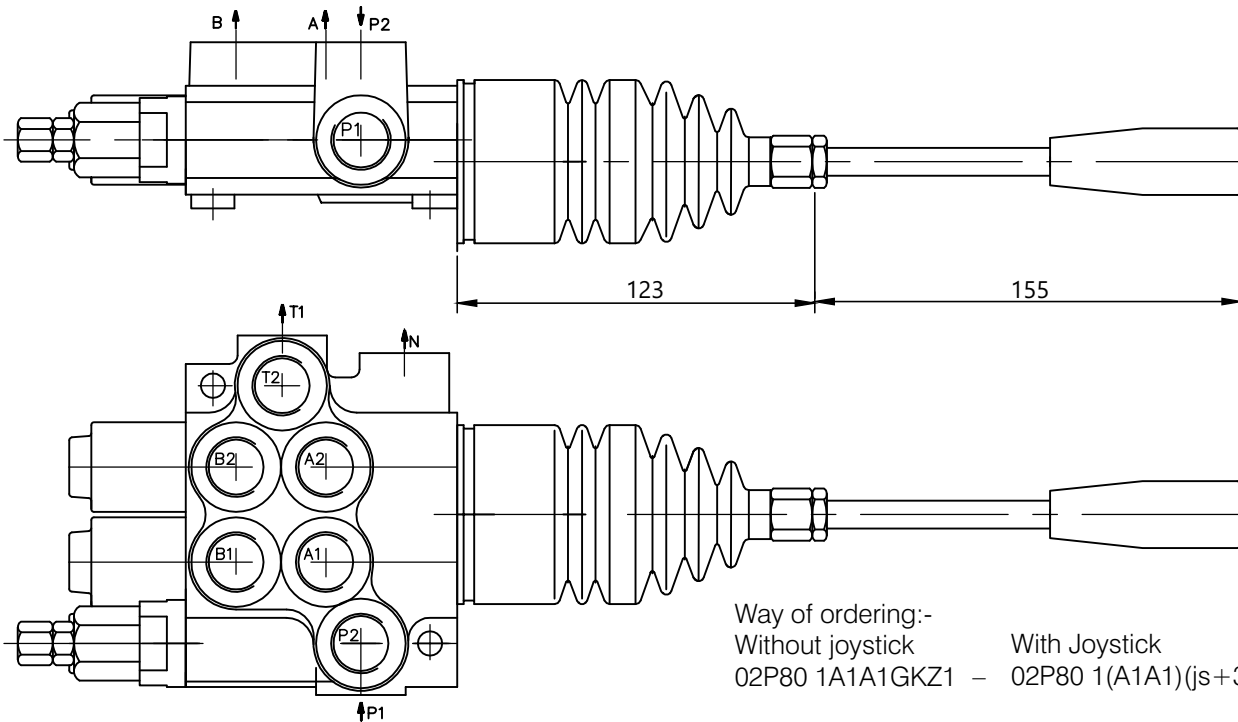 B A P2
P1
123 155
T1
N
T2
B2 A2
B1 A1
P2
P1
Way of ordering:-
Without joystick With Joystick
02P80 1A1A1GKZ1 – 02P80 1(A1A1)(js+3